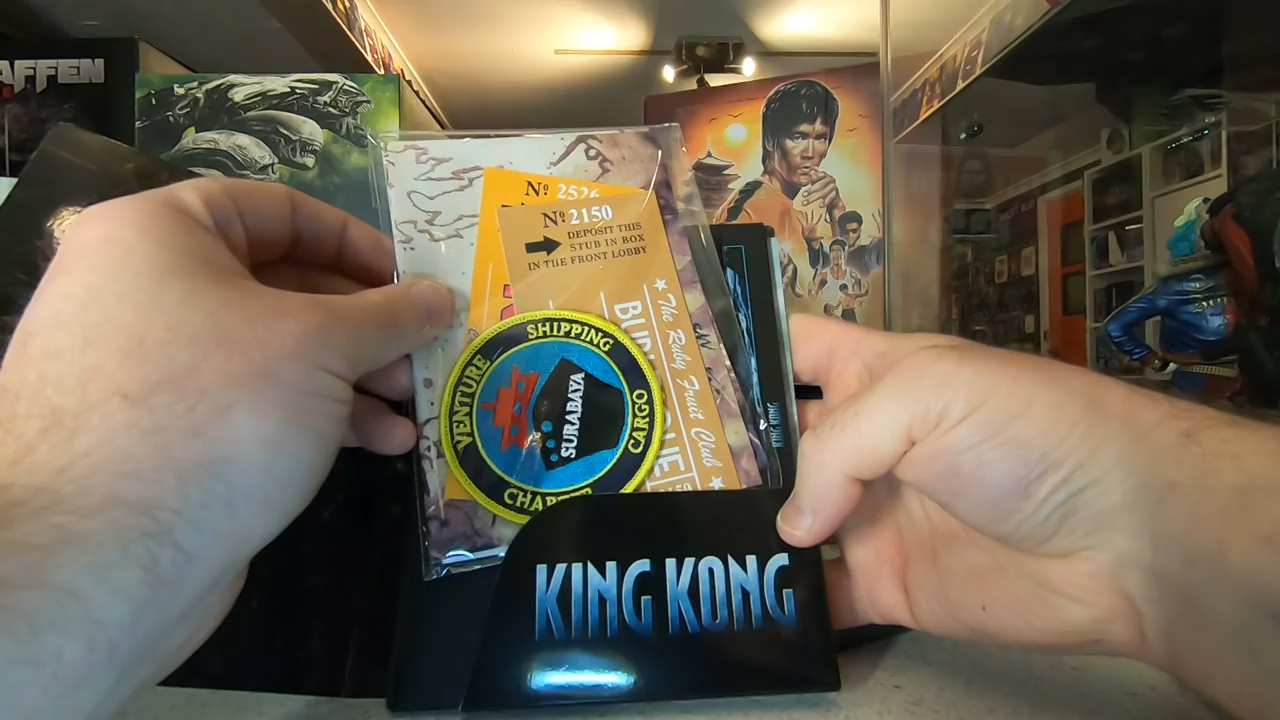 AFFEN
Nº 2526
Nº 2150
DEPOSIT THIS
STUB IN BOX
IN THE FRONT LOBBY
The Ruby Fruit Club
VENTURE SHIPPING
CARGO
SURABAYA
KING KONG
KING KONG